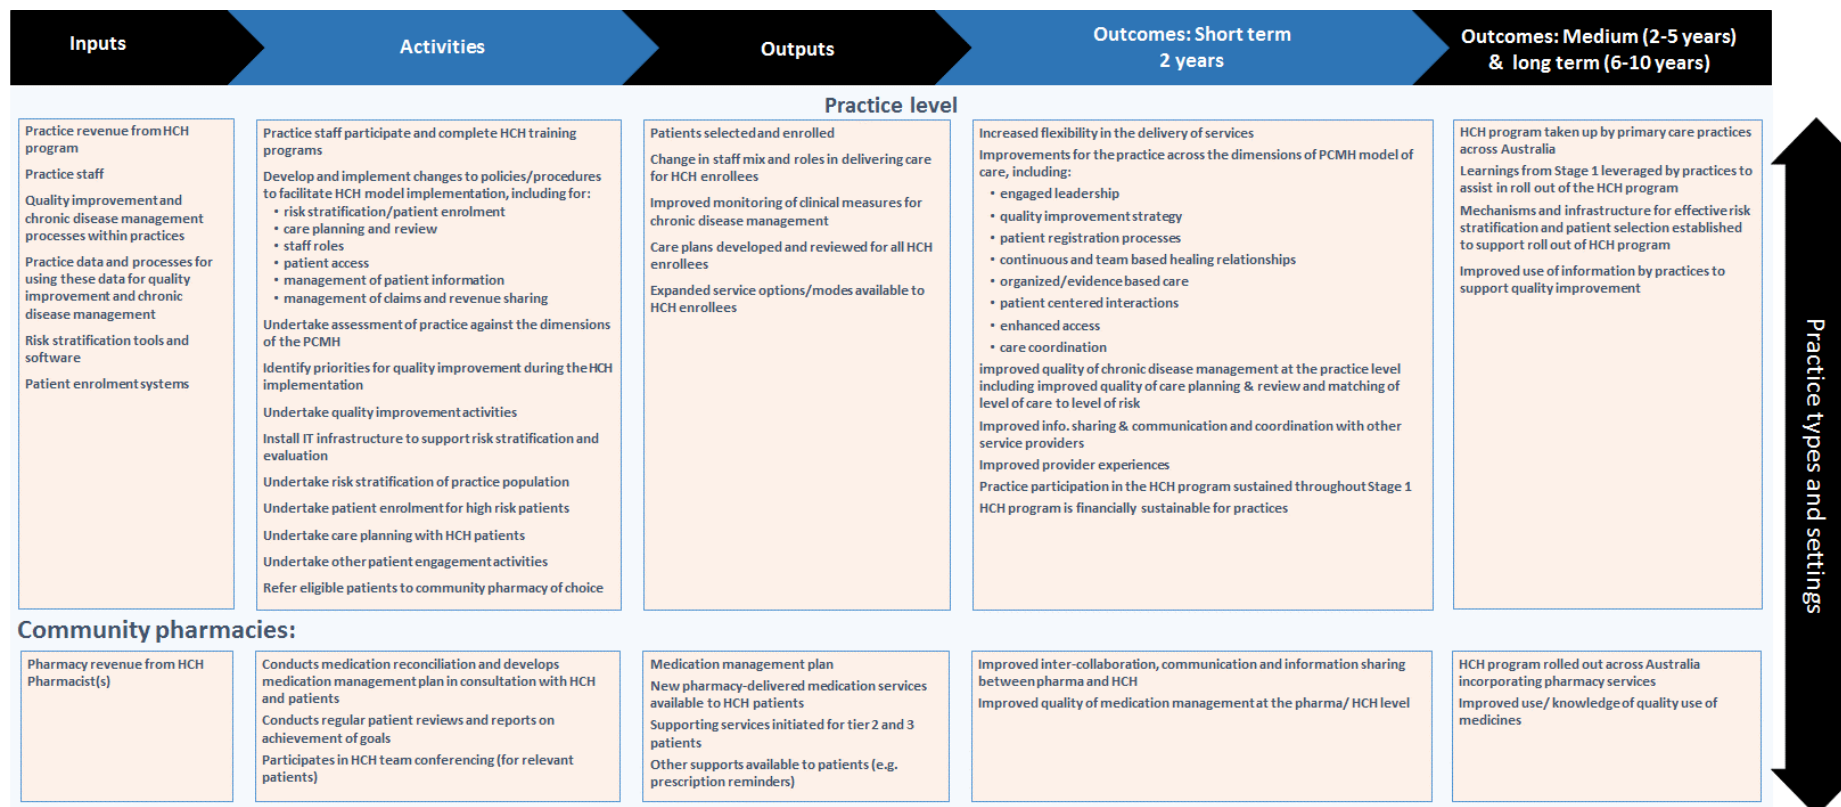 Inputs
Activities
Outputs
Outcomes: Short term
2 years
Outcomes: Medium (2-5 years)
& long term (6-10 years)
Practice level
Practice revenue from HCH
program
Practice staff
Quality improvement and
chronic disease management
processes within practices
Practice data and processes for
using these data for quality
improvement and chronic
disease management
Risk stratification tools and
software
Patient enrolment systems
Practice staff participate and complete HCH training
programs
Develop and implement changes to policies/procedures
to facilitate HCH model implementation, including for:
• risk stratification/patient enrolment
• care planning and review
• staff roles
• patient access
• management of patient information
• management of claims and revenue sharing
Undertake assessment of practice against the dimensions
of the PCMH
Identify priorities for quality improvement during the HCH
implementation
Undertake quality improvement activities
Install IT infrastructure to support risk stratification and
evaluation
Undertake risk stratification of practice population
Undertake patient enrolment for high risk patients
Undertake care planning with HCH patients
Undertake other patient engagement activities
Refer eligible patients to community pharmacy of choice
Patients selected and enrolled
Change in staff mix and roles in delivering care
for HCH enrollees
Improved monitoring of clinical measures for
chronic disease management
Care plans developed and reviewed for all HCH
enrollees
Expanded service options/modes available to
HCH enrollees
Increased flexibility in the delivery of services
Improvements for the practice across the dimensions of PCMH model of
care, including:
• engaged leadership
• quality improvement strategy
• patient registration processes
• continuous and team based healing relationships
• organized/evidence based care
• patient centered interactions
• enhanced access
• care coordination
improved quality of chronic disease management at the practice level
including improved quality of care planning & review and matching of
level of care to level of risk
Improved info. sharing & communication and coordination with other
service providers
Improved provider experiences
Practice participation in the HCH program sustained throughout Stage 1
HCH program is financially sustainable for practices
HCH program taken up by primary care practices
across Australia
Learnings from Stage 1 leveraged by practices to
assist in roll out of the HCH program
Mechanisms and infrastructure for effective risk
stratification and patient selection established
to support roll out of HCH program
Improved use of information by practices to
support quality improvement
Practice types and settings
Community pharmacies:
Pharmacy revenue from HCH
Pharmacist(s)
Conducts medication reconciliation and develops
medication management plan in consultation with HCH
and patients
Conducts regular patient reviews and reports on
achievement of goals
Participates in HCH team conferencing (for relevant
patients)
Medication management plan
New pharmacy-delivered medication services
available to HCH patients
Supporting services initiated for tier 2 and 3
patients
Other supports available to patients (e.g.
prescription reminders)
Improved inter-collaboration, communication and information sharing
between pharma and HCH
Improved quality of medication management at the pharma/ HCH level
HCH program rolled out across Australia
incorporating pharmacy services
Improved use/ knowledge of quality use of
medicines